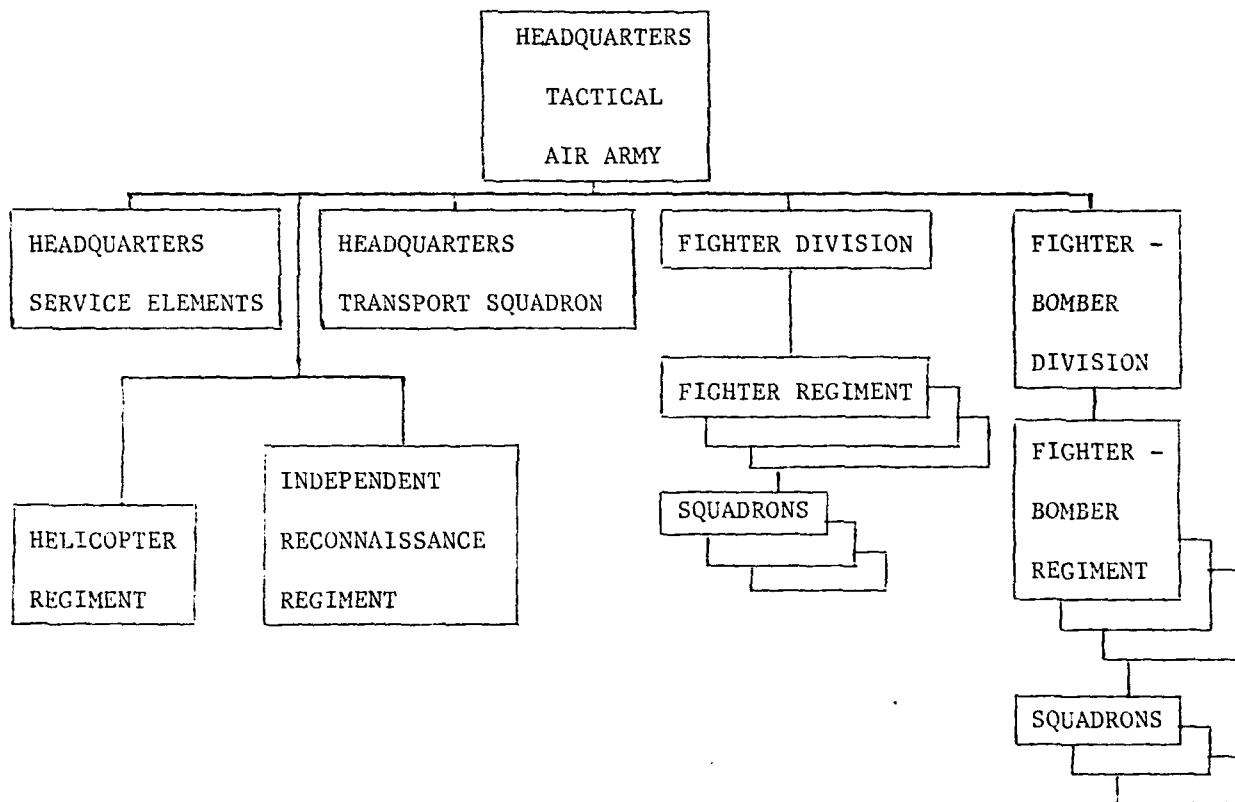 HEADQUARTERS
TACTICAL
AIR ARMY
HEADQUARTERS
SERVICE ELEMENTS
HEADQUARTERS
TRANSPORT SQUADRON
FIGHTER DIVISION
FIGHTER -
BOMBER
DIVISION
FIGHTER REGIMENT
SQUADRONS
FIGHTER -
BOMBER
REGIMENT
SQUADRONS
HELICOPTER
REGIMENT
INDEPENDENT
RECONNAISSANCE
REGIMENT